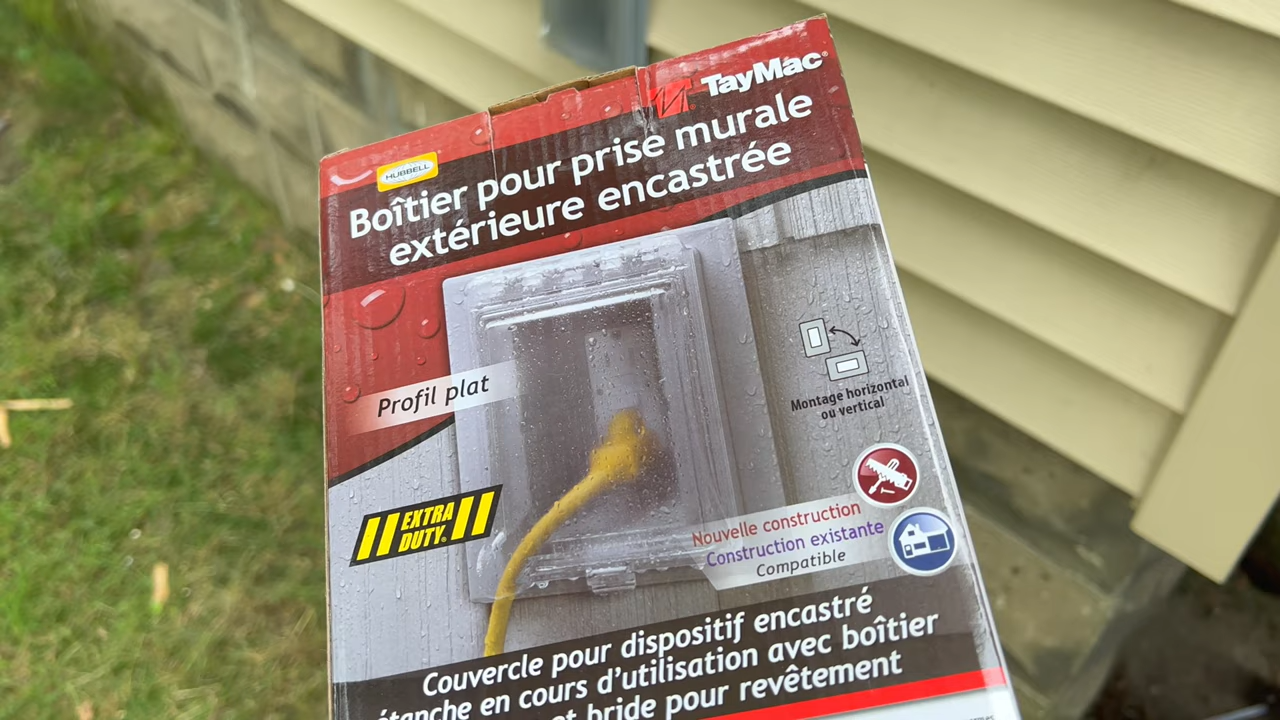 TayMac®
HUBBELL
Boîtier pour prise murale
extérieure encastrée
Profil plat
Montage horizontal
ou vertical
EXTRA
DUTY®
Nouvelle construction
Construction existante
Compatible
Couvercle pour dispositif encastré
étanche en cours d'utilisation avec boîtier
et bride pour revêtement